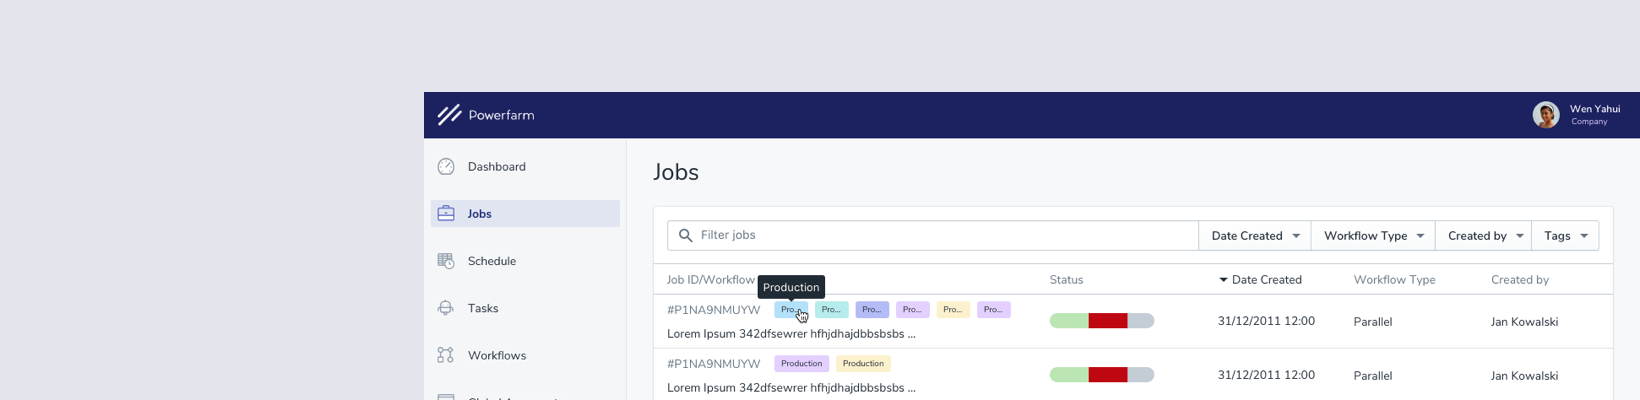 Powerfarm
Wen Yahui
Company
Dashboard
Jobs
Schedule
Tasks
Workflows
Jobs
Filter jobs
Date Created
Workflow Type
Created by
Tags
Job ID/Workflow
Status
Date Created
Workflow Type
Created by
Production
#P1NA9NMUYW
Pro...
Pro...
Pro...
Pro...
Pro...
Pro...
Lorem Ipsum 342dfsewrer hfhjdhajdbbsbsbs ...
31/12/2011 12:00
Parallel
Jan Kowalski
#P1NA9NMUYW
Production
Production
Lorem Ipsum 342dfsewrer hfhjdhajdbbsbsbs ...
31/12/2011 12:00
Parallel
Jan Kowalski